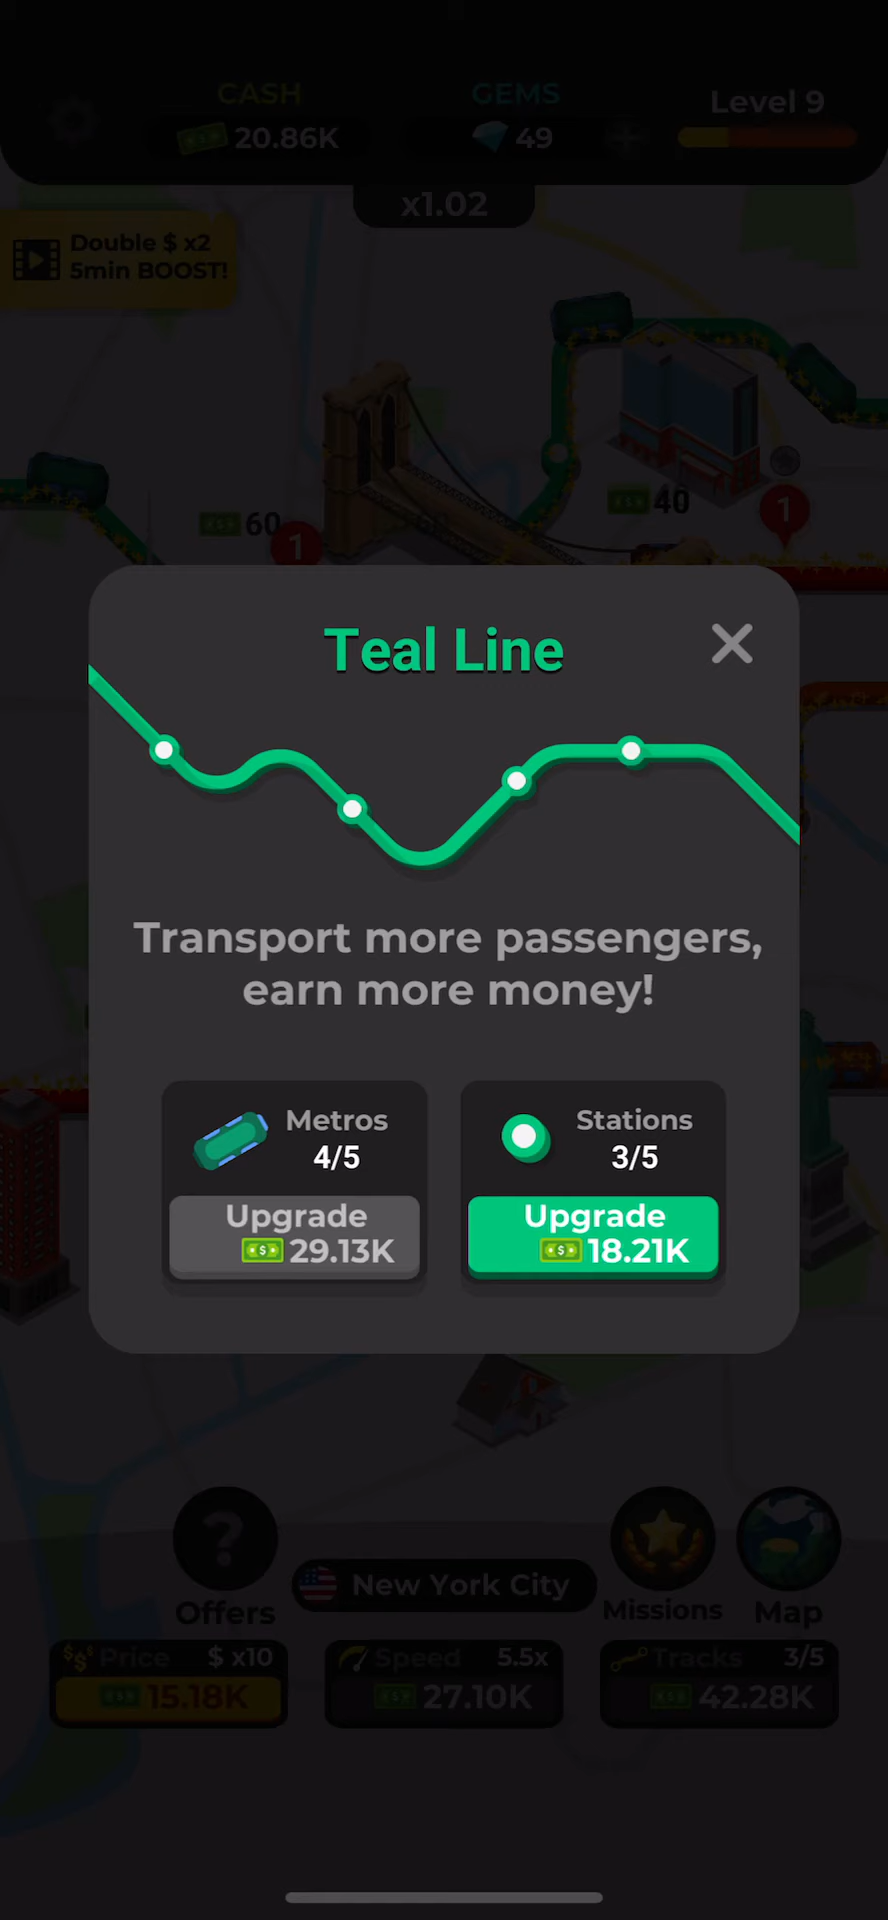 CASH
GEMS
Level 9
20.86K
49
x1.02
Double $ x2
5min BOOST!
60
1
40
1
Teal Line
Transport more passengers,
earn more money!
Metros
4/5
Upgrade
29.13K
Stations
3/5
Upgrade
18.21K
?
Offers
New York City
Missions
Map
Price
$ x10
15.18K
Speed
5.5x
27.10K
Tracks
3/5
42.28K